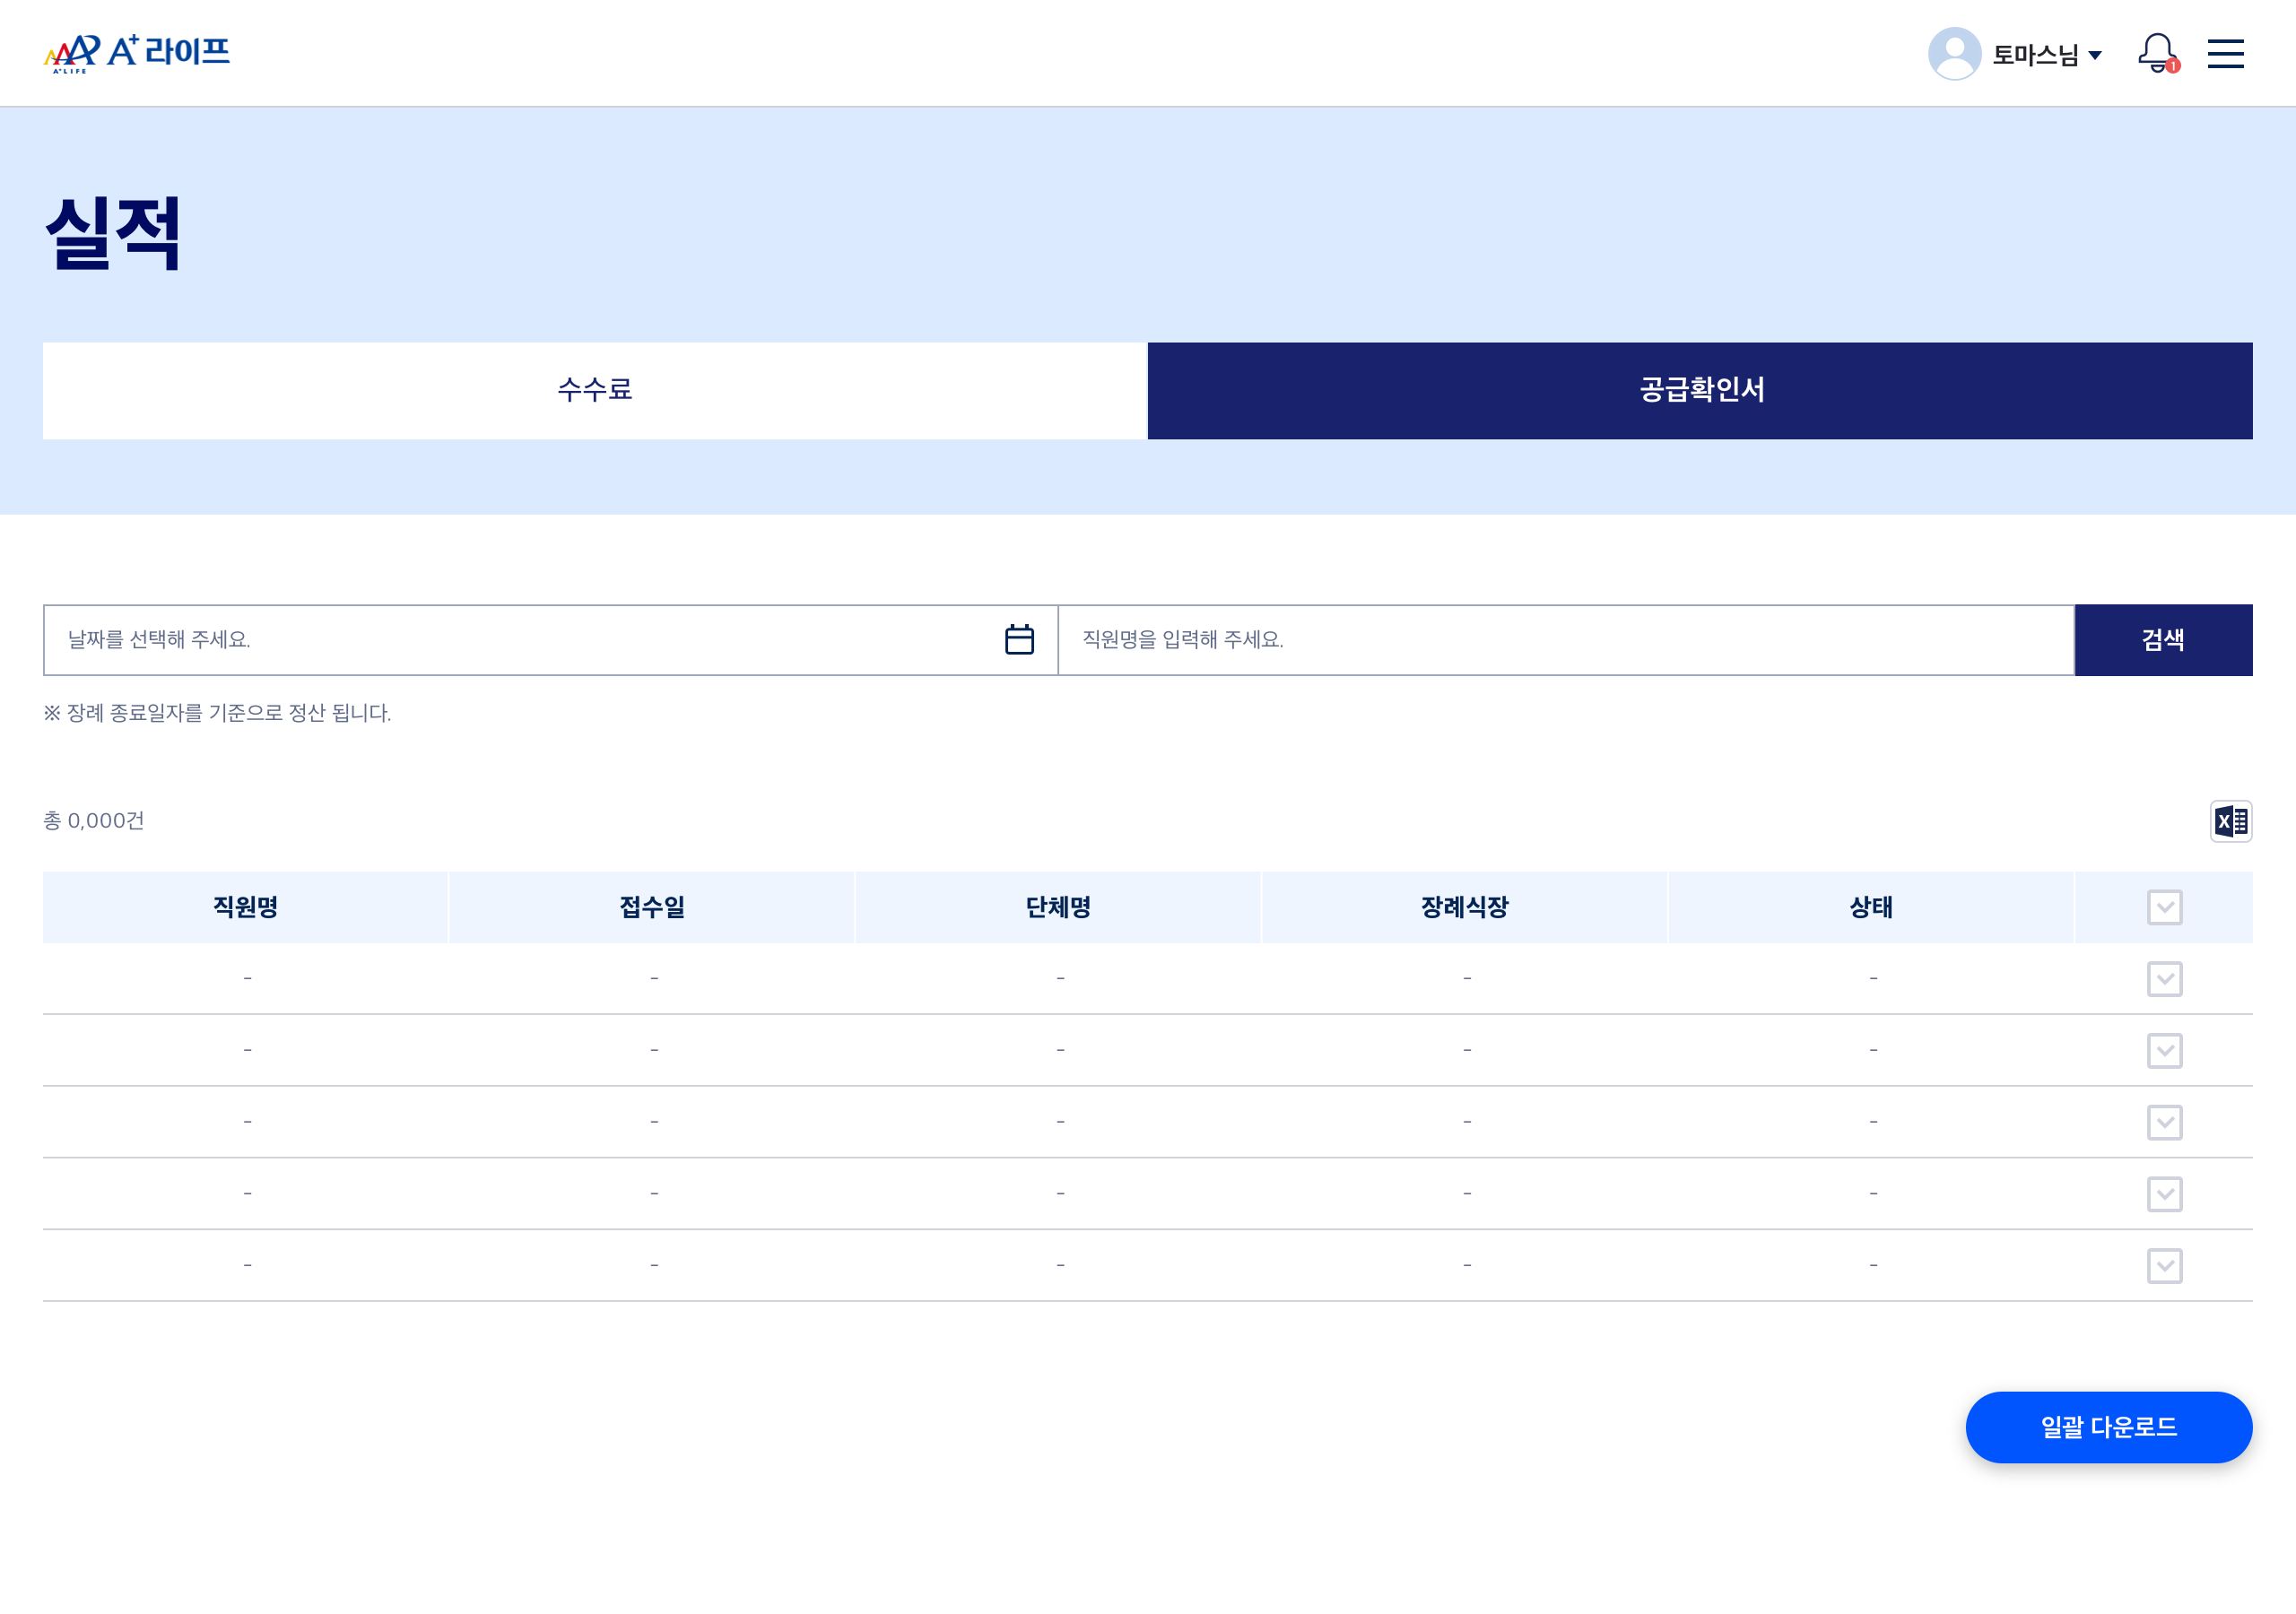 A+ 라이프
A+LIFE
토마스님
1
실적
수수료
공급확인서
날짜를 선택해 주세요.
직원명을 입력해 주세요.
검색
※ 장례 종료일자를 기준으로 정산 됩니다.
총 0,000건
X
직원명 접수일 단체명 장례식장 상태
- - - - -
- - - - -
- - - - -
- - - - -
- - - - -
일괄 다운로드